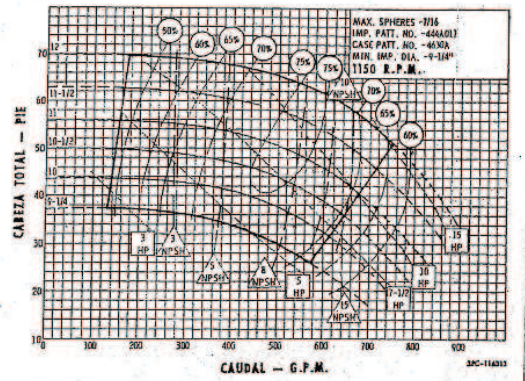 MAX. SPHERES -7/16
IMP. PATT. NO. -444A013
CASE PATT. NO. -4630A
MIN. IMP. DIA. -9-1/4"
1150 R.P.M.
50%
60%
65%
70%
75%
75%
70%
65%
60%
10
NPSH
CABEZA TOTAL — PIE
70
60
50
40
30
20
10
12
11-1/2
11
10-1/2
10
9-1/4
3
HP
3
NPSH
5
NPSH
8
NPSH
5
HP
15
NPSH
7-1/2
HP
10
HP
15
HP
0
100
200
300
400
500
600
700
800
900
CAUDAL — G.P.M.